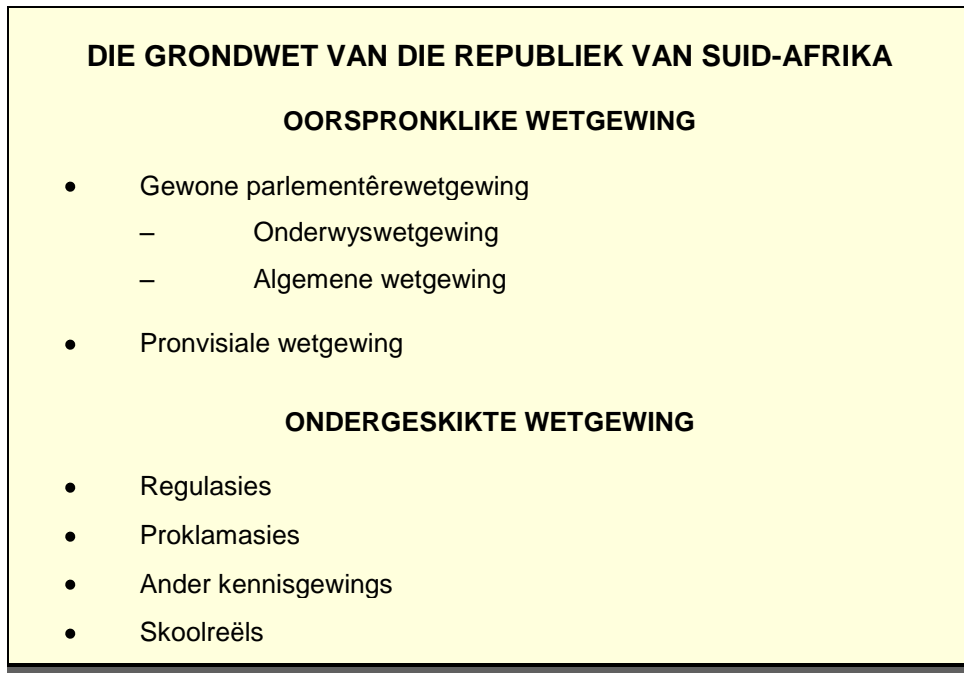 DIE GRONDWET VAN DIE REPUBLIEK VAN SUID-AFRIKA
OORSPRONKLIKE WETGEWING
• Gewone parlementêrewetgewing
– Onderwyswetgewing
– Algemene wetgewing
• Pronvisiale wetgewing
ONDERGESKIKTE WETGEWING
• Regulasies
• Proklamasies
• Ander kennisgewings
• Skoolreëls